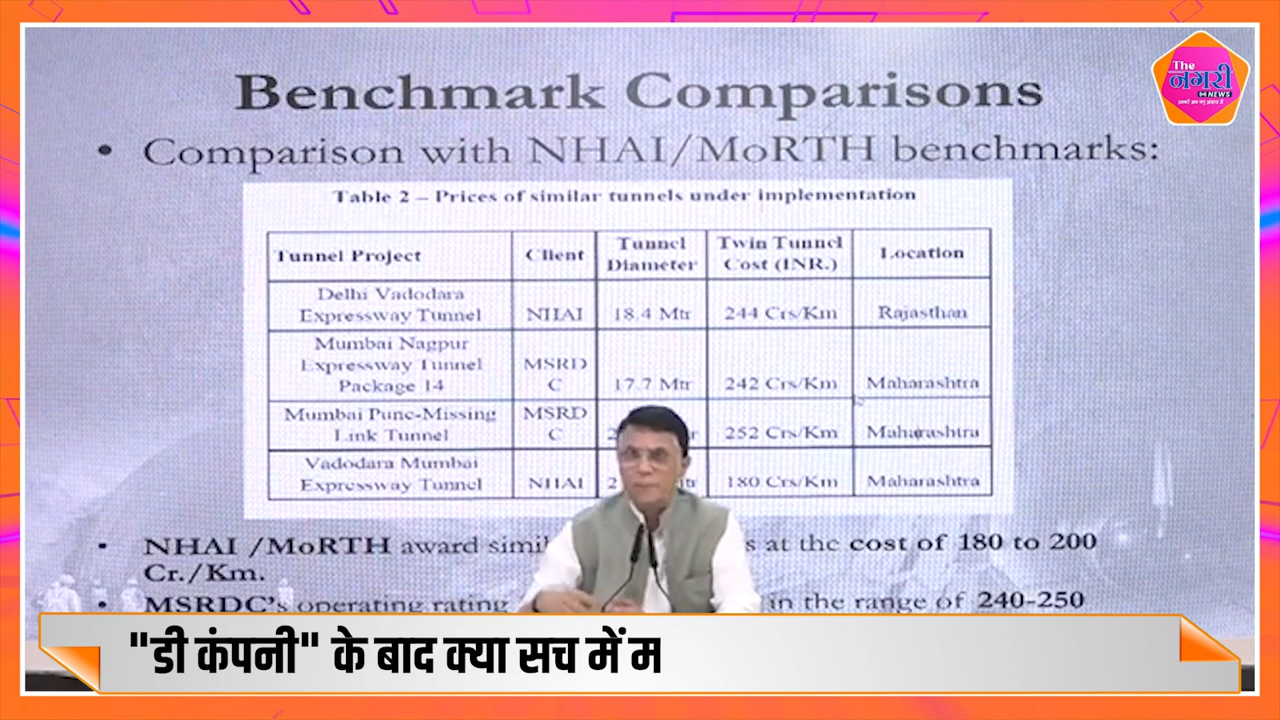 The
नगरी
NEWS
Benchmark Comparisons
• Comparison with NHAI/MoRTH benchmarks:
Table 2 – Prices of similar tunnels under implementation
Tunnel Project Client Tunnel Diameter Twin Tunnel Cost (INR.) Location
Delhi Vadodara Expressway Tunnel NHAI 18.4 Mtr 244 Crs/Km Rajasthan
Mumbai Nagpur Expressway Tunnel Package 14 MSRDC 17.7 Mtr 242 Crs/Km Maharashtra
Mumbai Pune-Missing Link Tunnel MSRDC 252 Crs/Km Maharashtra
Vadodara Mumbai Expressway Tunnel NHAI 180 Crs/Km Maharashtra
• NHAI /MoRTH award at the cost of 180 to 200
Cr./Km.
• MSRDC's operating rating in the range of 240-250
"डी कंपनी" के बाद क्या सच में म